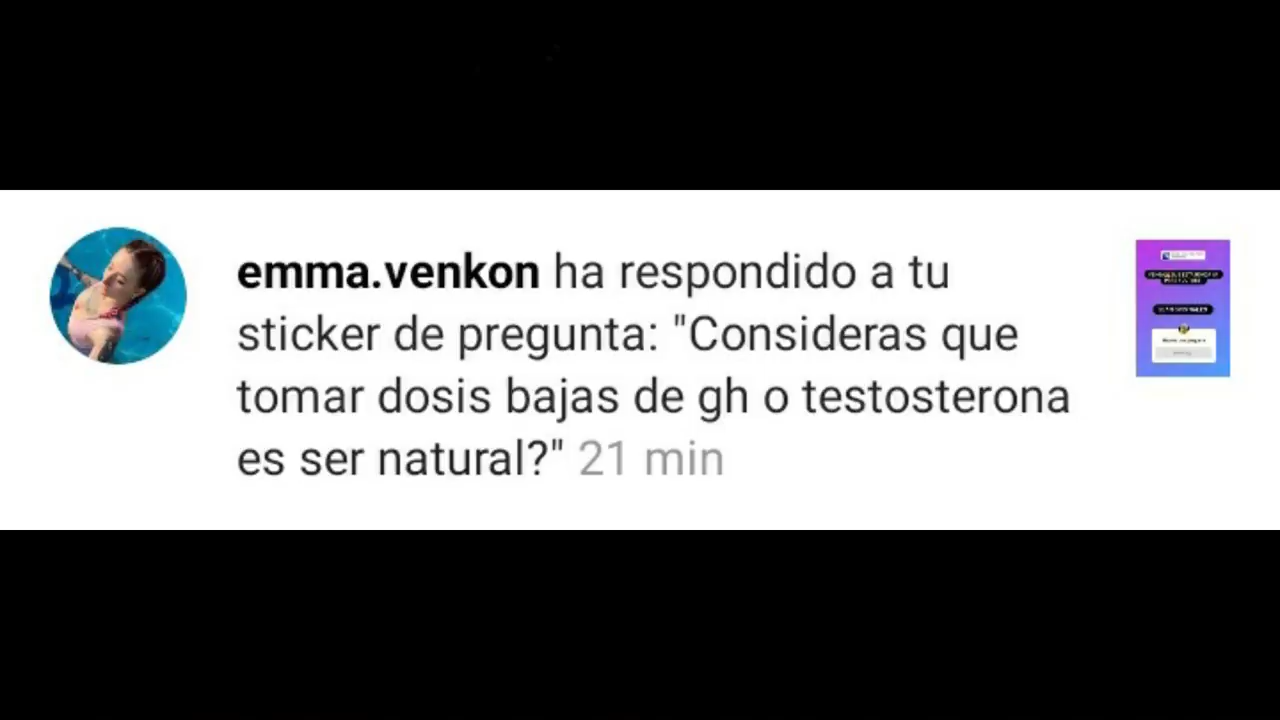 emma.venkon ha respondido a tu
sticker de pregunta: "Consideras que
tomar dosis bajas de gh o testosterona
es ser natural?" 21 min